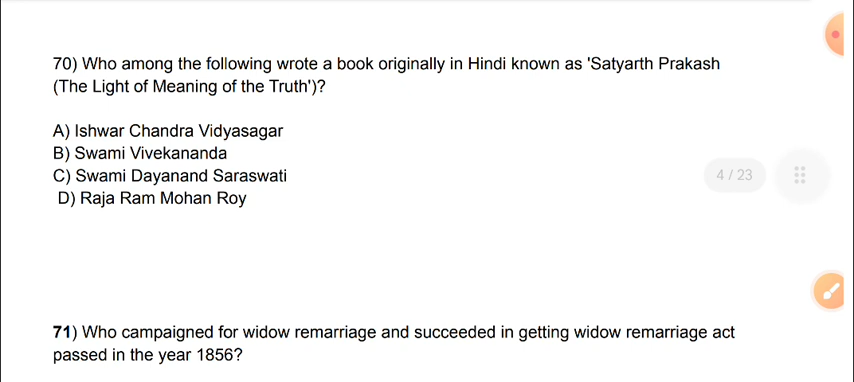 70) Who among the following wrote a book originally in Hindi known as 'Satyarth Prakash
(The Light of Meaning of the Truth')?
A) Ishwar Chandra Vidyasagar
B) Swami Vivekananda
C) Swami Dayanand Saraswati
4 / 23
D) Raja Ram Mohan Roy
71) Who campaigned for widow remarriage and succeeded in getting widow remarriage act
passed in the year 1856?